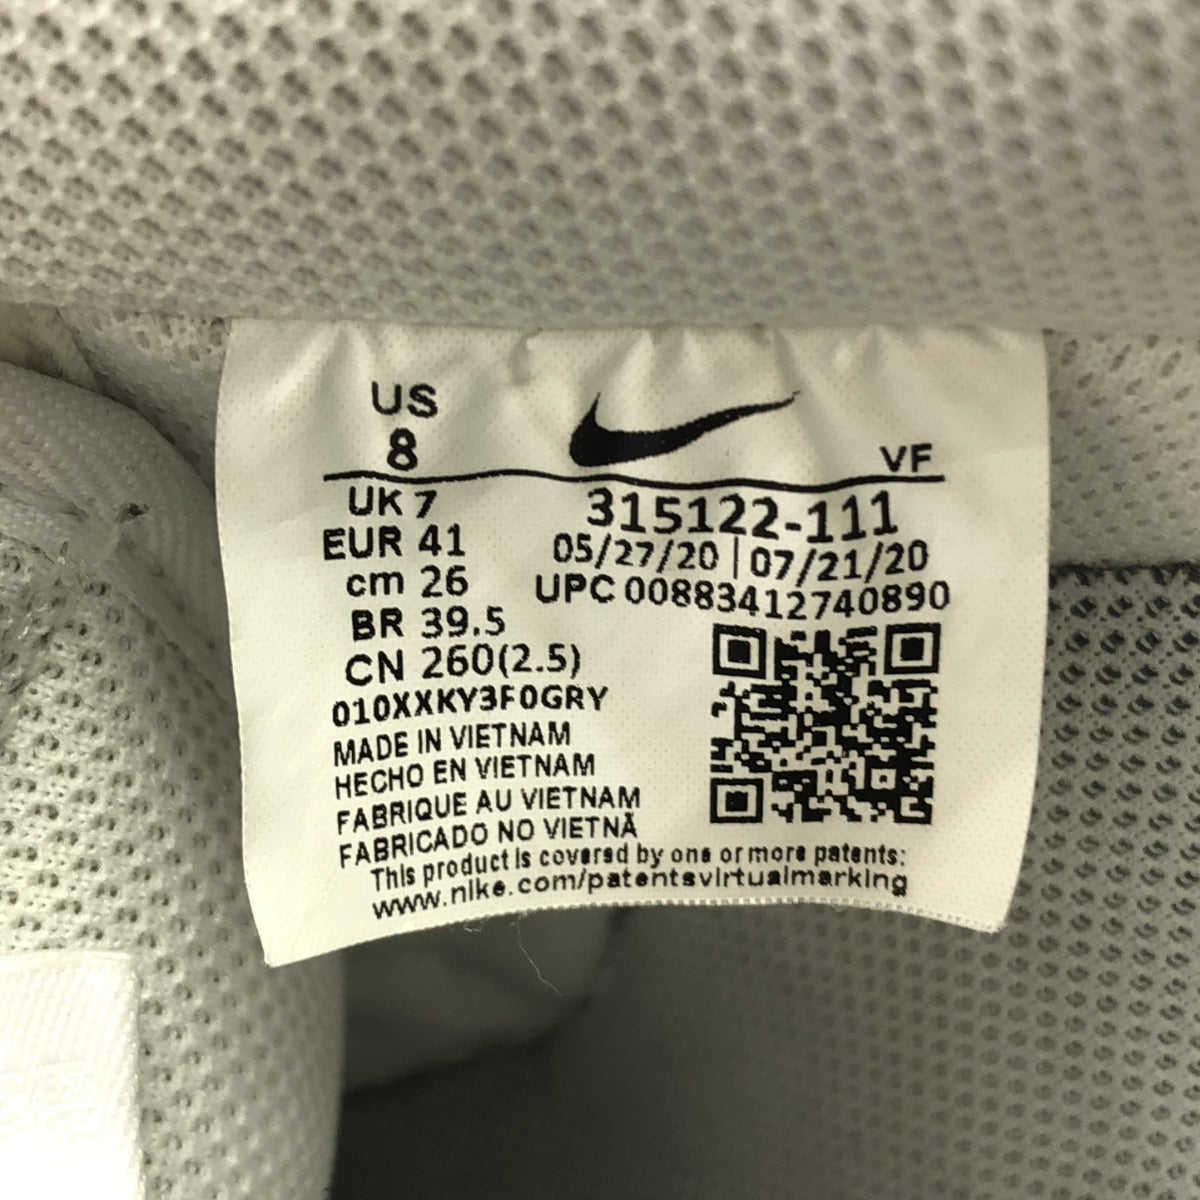 US
8
VF
UK 7
315122-111
EUR 41
05/27/20 | 07/21/20
cm 26
UPC 00883412740890
BR 39.5
CN 260(2.5)
010XXKY3F0GRY
MADE IN VIETNAM
HECHO EN VIETNAM
FABRIQUE AU VIETNAM
FABRICADO NO VIETNÃ
This product is covered by one or more patents:
www.nike.com/patentsvirtualmarking